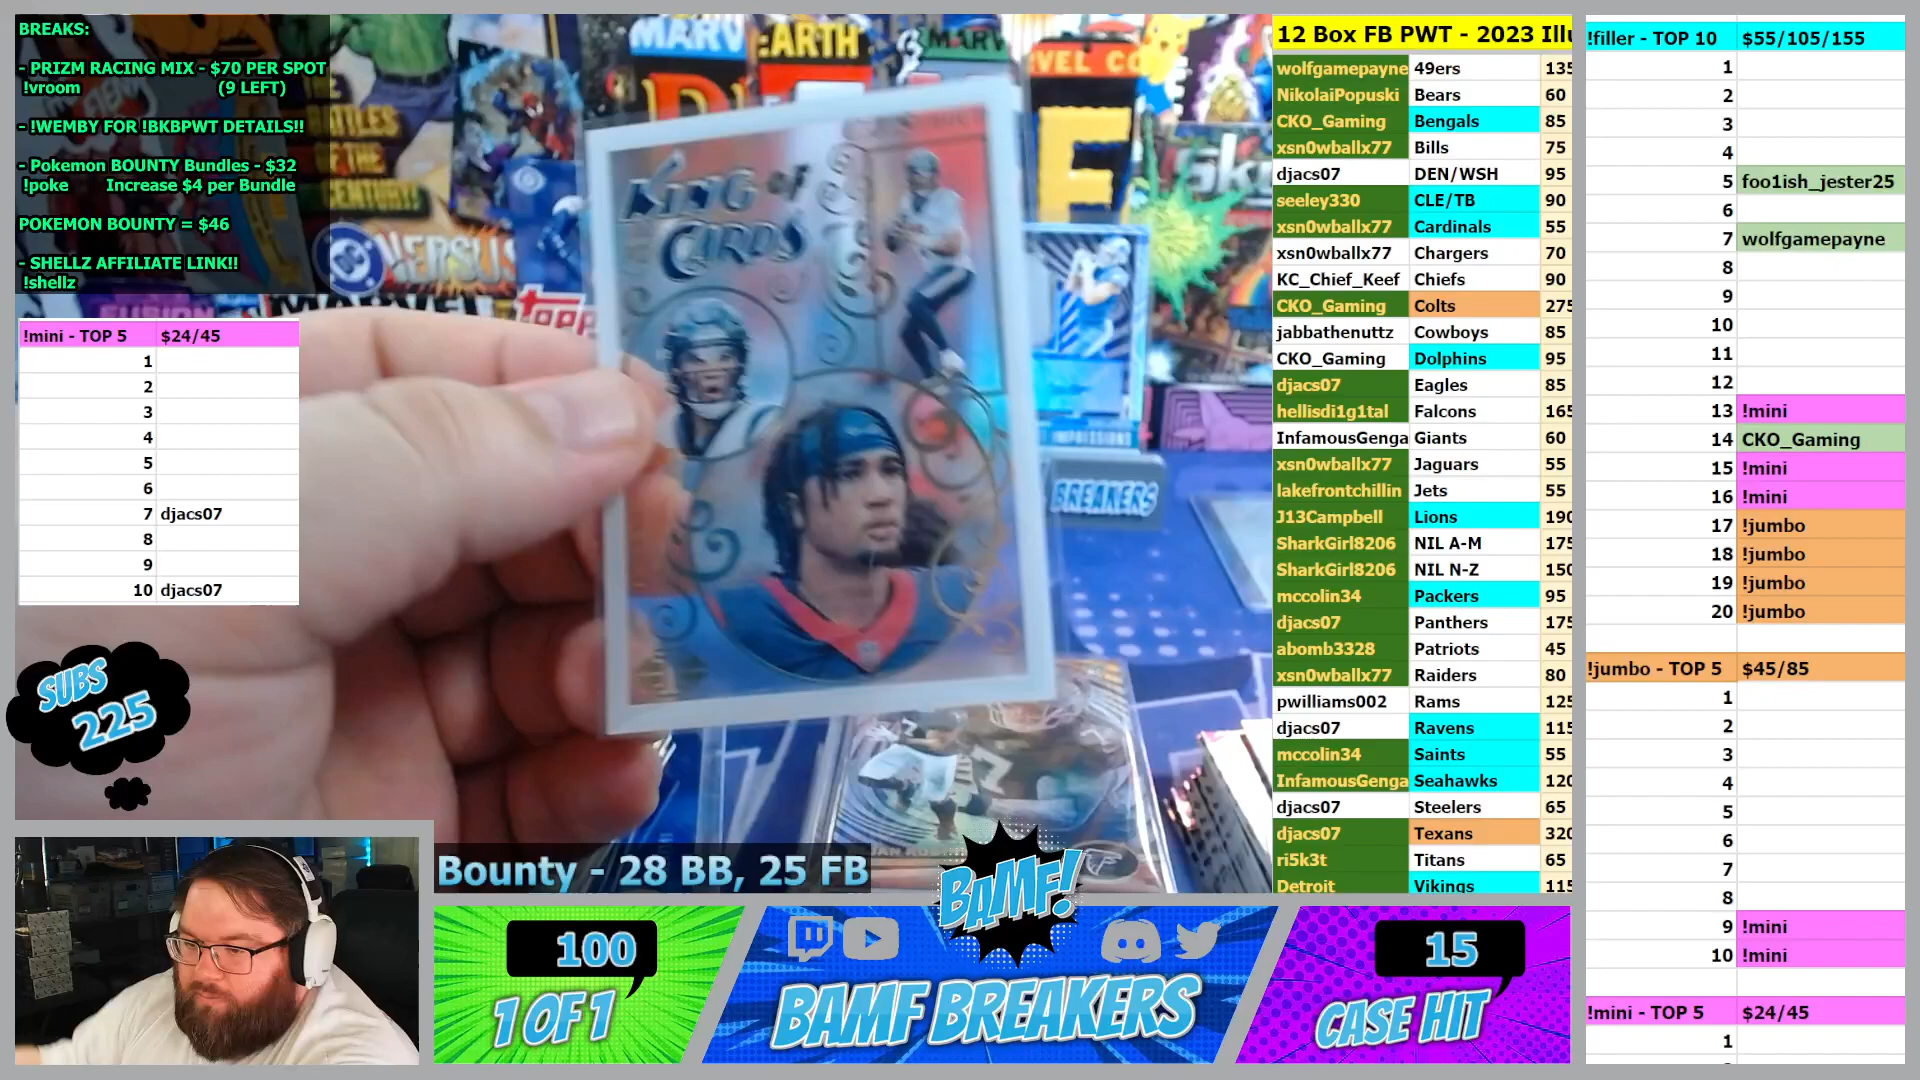 BREAKS:
- PRIZM RACING MIX - $70 PER SPOT
!vroom (9 LEFT)
- !WEMBY FOR !BKBPWT DETAILS!!
- Pokemon BOUNTY Bundles - $32
!poke Increase $4 per Bundle
POKEMON BOUNTY = $46
- SHELLZ AFFILIATE LINK!!
!shellz
!mini - TOP 5 $24/45
1
2
3
4
5
6
7 djacs07
8
9
10 djacs07
SUBS
225
KING OF
CARDS
BREAKERS
Bounty - 28 BB, 25 FB
BAMF!
100
1 OF 1
BAMF BREAKERS
15
CASE HIT
12 Box FB PWT - 2023 Illu
wolfgamepayne 49ers 135
NikolaiPopuski Bears 60
CKO_Gaming Bengals 85
xsn0wballx77 Bills 75
djacs07 DEN/WSH 95
seeley330 CLE/TB 90
xsn0wballx77 Cardinals 55
xsn0wballx77 Chargers 70
KC_Chief_Keef Chiefs 90
CKO_Gaming Colts 275
jabbathenuttz Cowboys 85
CKO_Gaming Dolphins 95
djacs07 Eagles 85
hellisdi1g1tal Falcons 165
InfamousGenga Giants 60
xsn0wballx77 Jaguars 55
lakefrontchillin Jets 55
J13Campbell Lions 190
SharkGirl8206 NIL A-M 175
SharkGirl8206 NIL N-Z 150
mccolin34 Packers 95
djacs07 Panthers 175
abomb3328 Patriots 45
xsn0wballx77 Raiders 80
pwilliams002 Rams 125
djacs07 Ravens 115
mccolin34 Saints 55
InfamousGenga Seahawks 120
djacs07 Steelers 65
djacs07 Texans 320
ri5k3t Titans 65
Detroit Vikings 115
!filler - TOP 10 $55/105/155
1
2
3
4
5 foo1ish_jester25
6
7 wolfgamepayne
8
9
10
11
12
13 !mini
14 CKO_Gaming
15 !mini
16 !mini
17 !jumbo
18 !jumbo
19 !jumbo
20 !jumbo
!jumbo - TOP 5 $45/85
1
2
3
4
5
6
7
8
9 !mini
10 !mini
!mini - TOP 5 $24/45
1